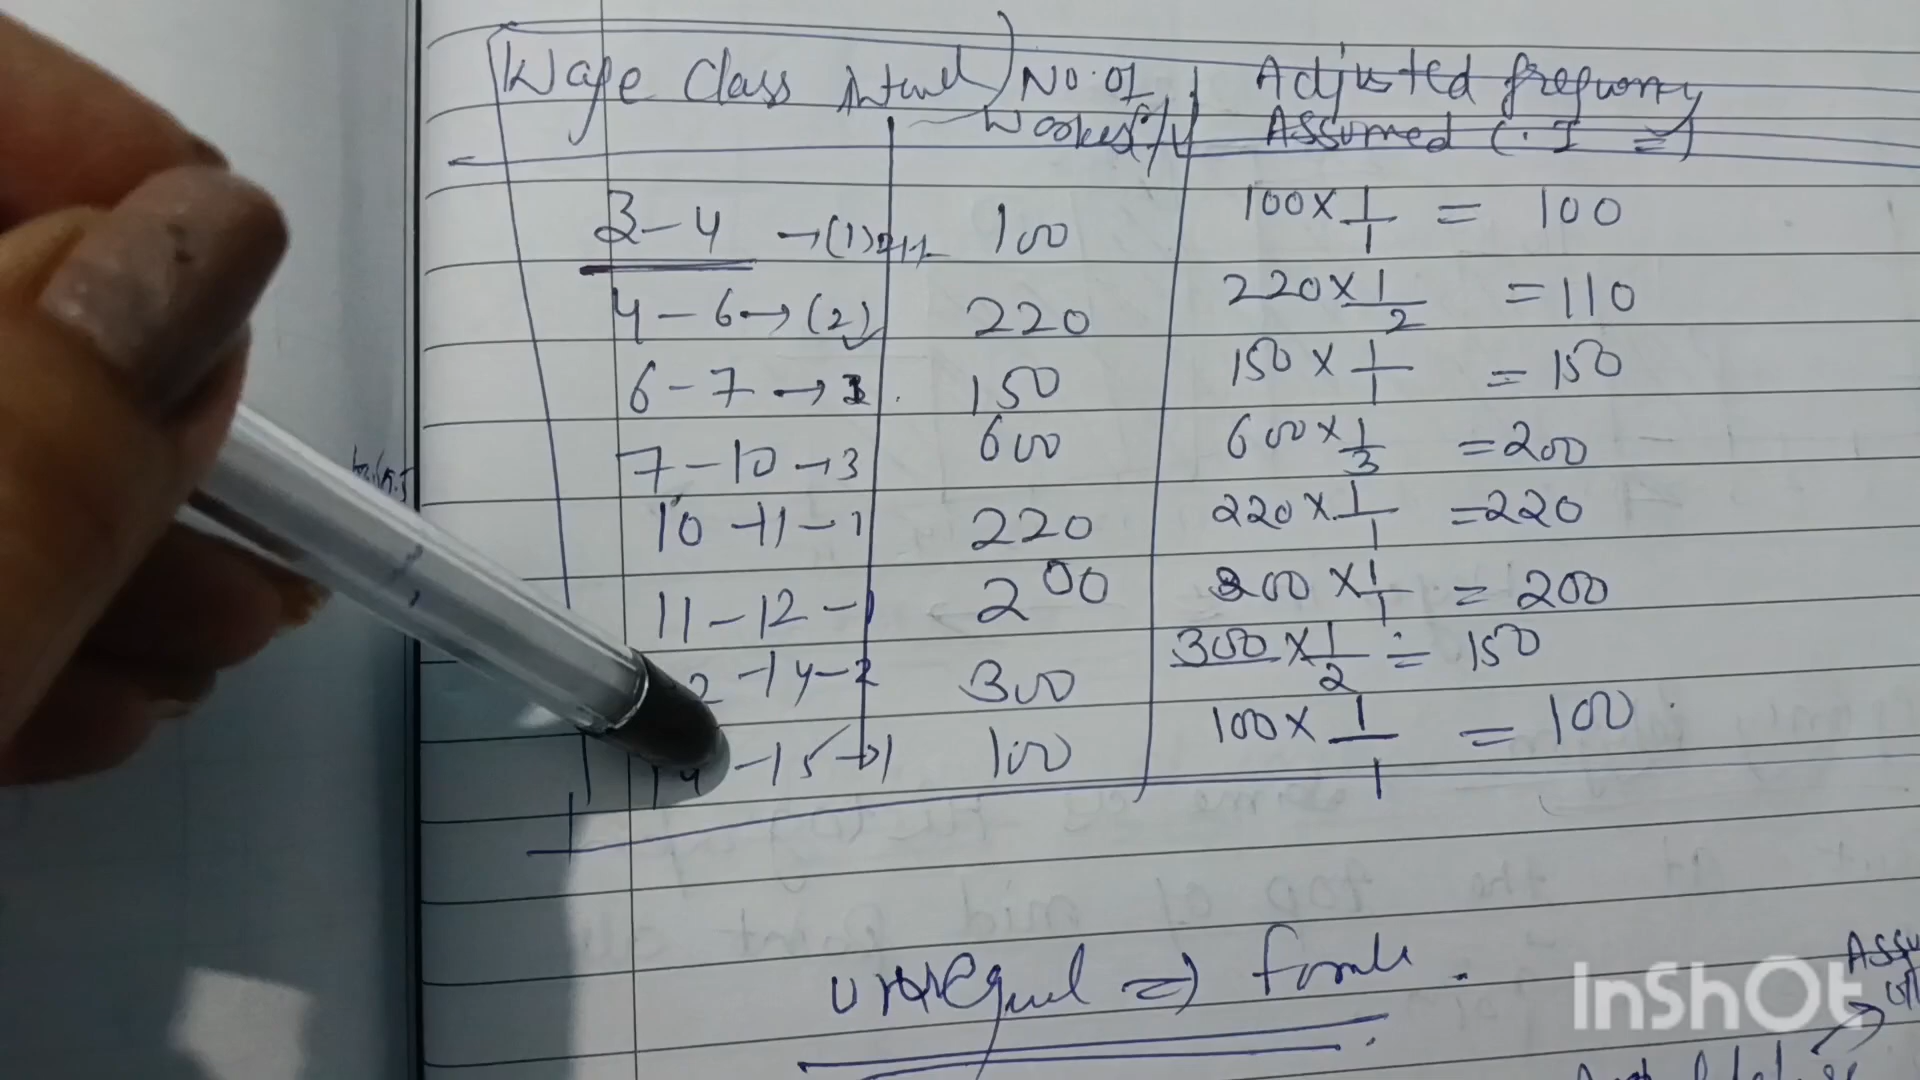 Wage Class Interval No. of Workers(f) Adjusted frequency
Assumed (
3-4 →(1) 100 100 × 1/1 = 100
4-6 →(2) 220 220 × 1/2 = 110
6-7 → 1 150 150 × 1/1 = 150
7-10 →3 600 600 × 1/3 = 200
10-11-1 220 220 × 1/1 = 220
11-12-1 200 200 × 1/1 = 200
2-14-2 300 300 × 1/2 = 150
14-15→1 100 100 × 1/1 = 100
⇒
InShOt